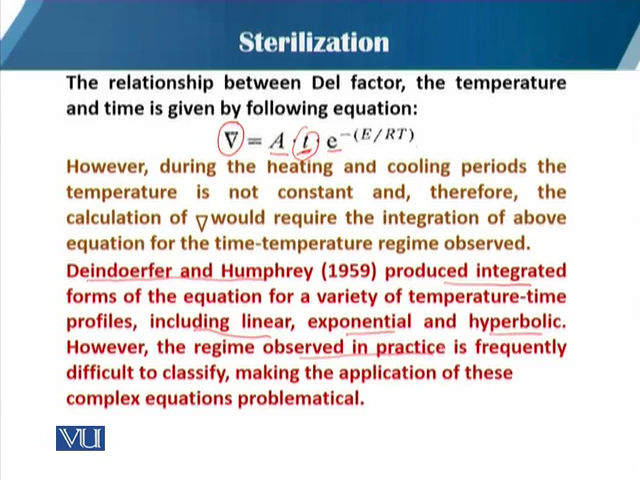 Sterilization
The relationship between Del factor, the temperature
and time is given by following equation:
∇ = A · t · e^−(E/RT)
However, during the heating and cooling periods the
temperature is not constant and, therefore, the
calculation of ∇ would require the integration of above
equation for the time-temperature regime observed.
Deindoerfer and Humphrey (1959) produced integrated
forms of the equation for a variety of temperature-time
profiles, including linear, exponential and hyperbolic.
However, the regime observed in practice is frequently
difficult to classify, making the application of these
complex equations problematical.
VU